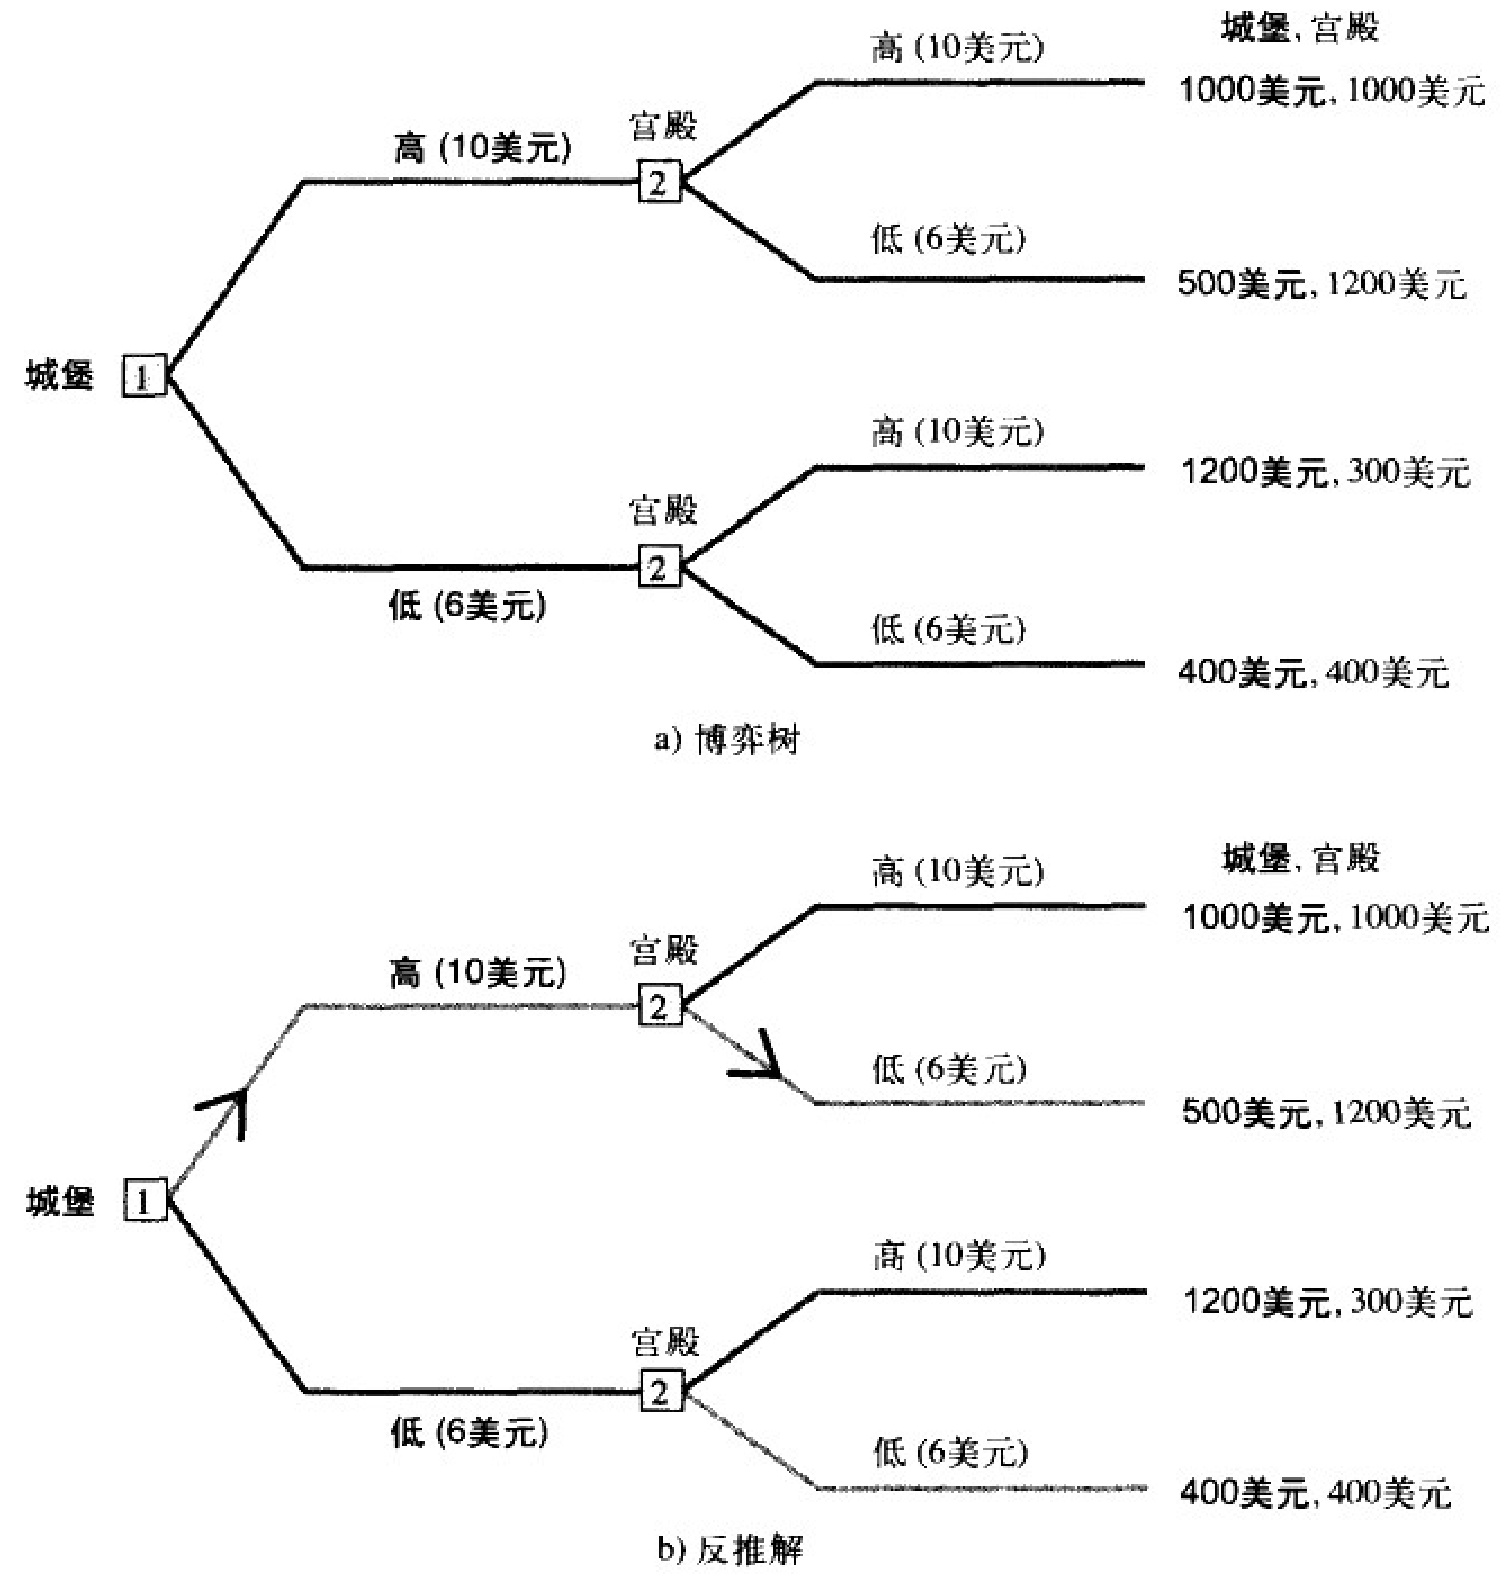 城堡, 宫殿
高 (10美元)
1000美元, 1000美元
宫殿
高 (10美元)
2
低 (6美元)
500美元, 1200美元
城堡 1
高 (10美元)
1200美元, 300美元
宫殿
2
低 (6美元)
低 (6美元)
400美元, 400美元
a) 博弈树
城堡, 宫殿
高 (10美元)
1000美元, 1000美元
宫殿
高 (10美元)
2
低 (6美元)
500美元, 1200美元
城堡 1
高 (10美元)
1200美元, 300美元
宫殿
2
低 (6美元)
低 (6美元)
400美元, 400美元
b) 反推解